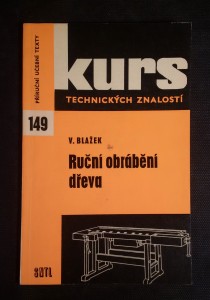 PŘÍRUČNÍ UČEBNÍ TEXTY
kurs
TECHNICKÝCH ZNALOSTÍ
149
V. BLAŽEK
Ruční obrábění
dřeva
SNTL